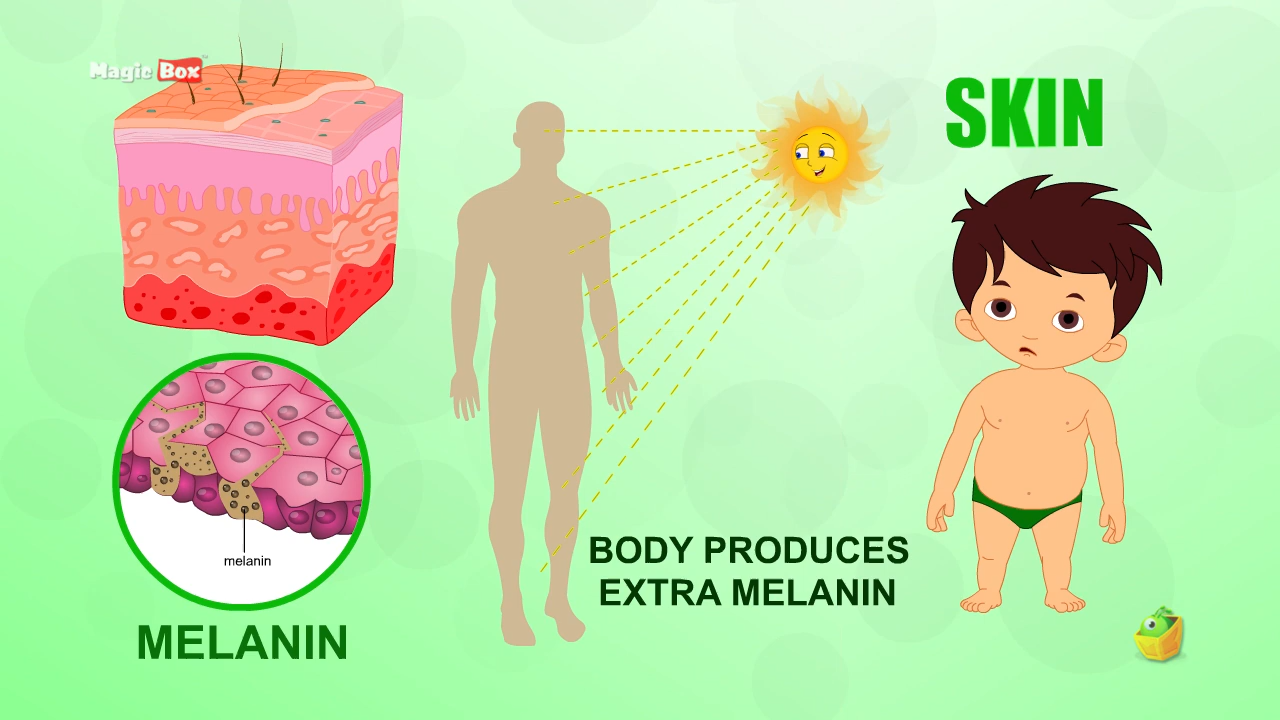 Magic Box
SKIN
melanin
MELANIN
BODY PRODUCES
EXTRA MELANIN